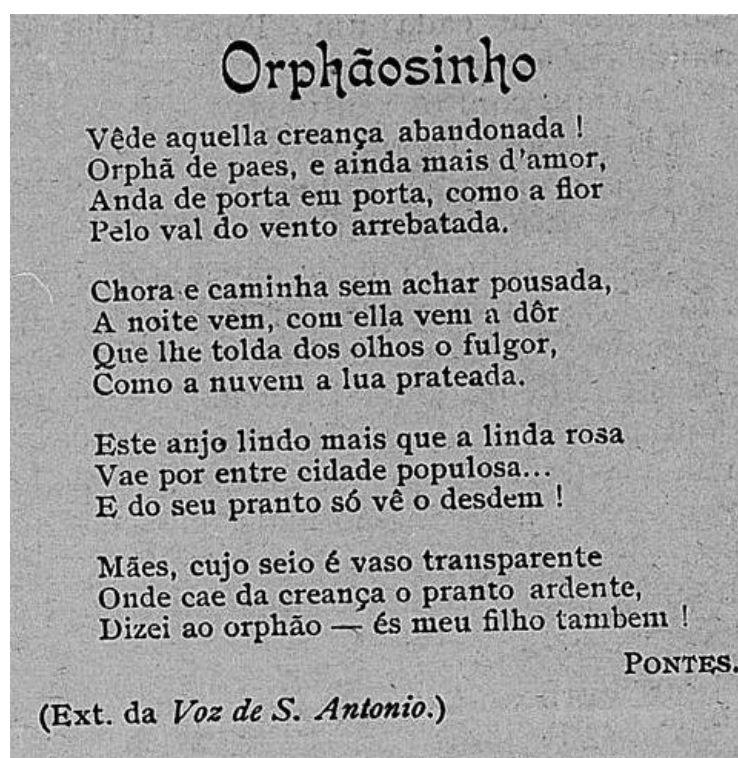 Orphãosinho
Vêde aquella creança abandonada !
Orphã de paes, e ainda mais d'amor,
Anda de porta em porta, como a flor
Pelo val do vento arrebatada.
Chora e caminha sem achar pousada,
A noite vem, com ella vem a dôr
Que lhe tolda dos olhos o fulgor,
Como a nuvem a lua prateada.
Este anjo lindo mais que a linda rosa
Vae por entre cidade populosa...
E do seu pranto só vê o desdem !
Mães, cujo seio é vaso transparente
Onde cae da creança o pranto ardente,
Dizei ao orphão — és meu filho tambem !
PONTES.
(Ext. da Voz de S. Antonio.)